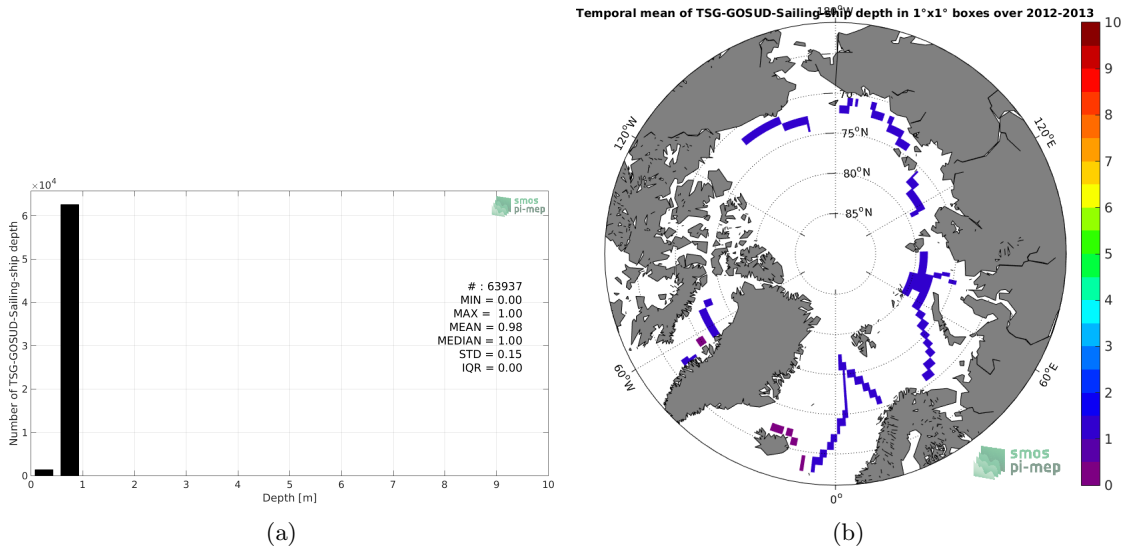 ×10⁴
6
5
4
3
2
1
0
Number of TSG-GOSUD-Sailing-ship depth
smos
pi-mep
# : 63937
MIN = 0.00
MAX = 1.00
MEAN = 0.98
MEDIAN = 1.00
STD = 0.15
IQR = 0.00
0 1 2 3 4 5 6 7 8 9 10
Depth [m]
(a)
Temporal mean of TSG-GOSUD-Sailing-ship depth in 1°x1° boxes over 2012-2013
180°W
120°W
120°E
70°N
75°N
80°N
85°N
60°W
60°E
0°
smos
pi-mep
10
9
8
7
6
5
4
3
2
1
0
(b)